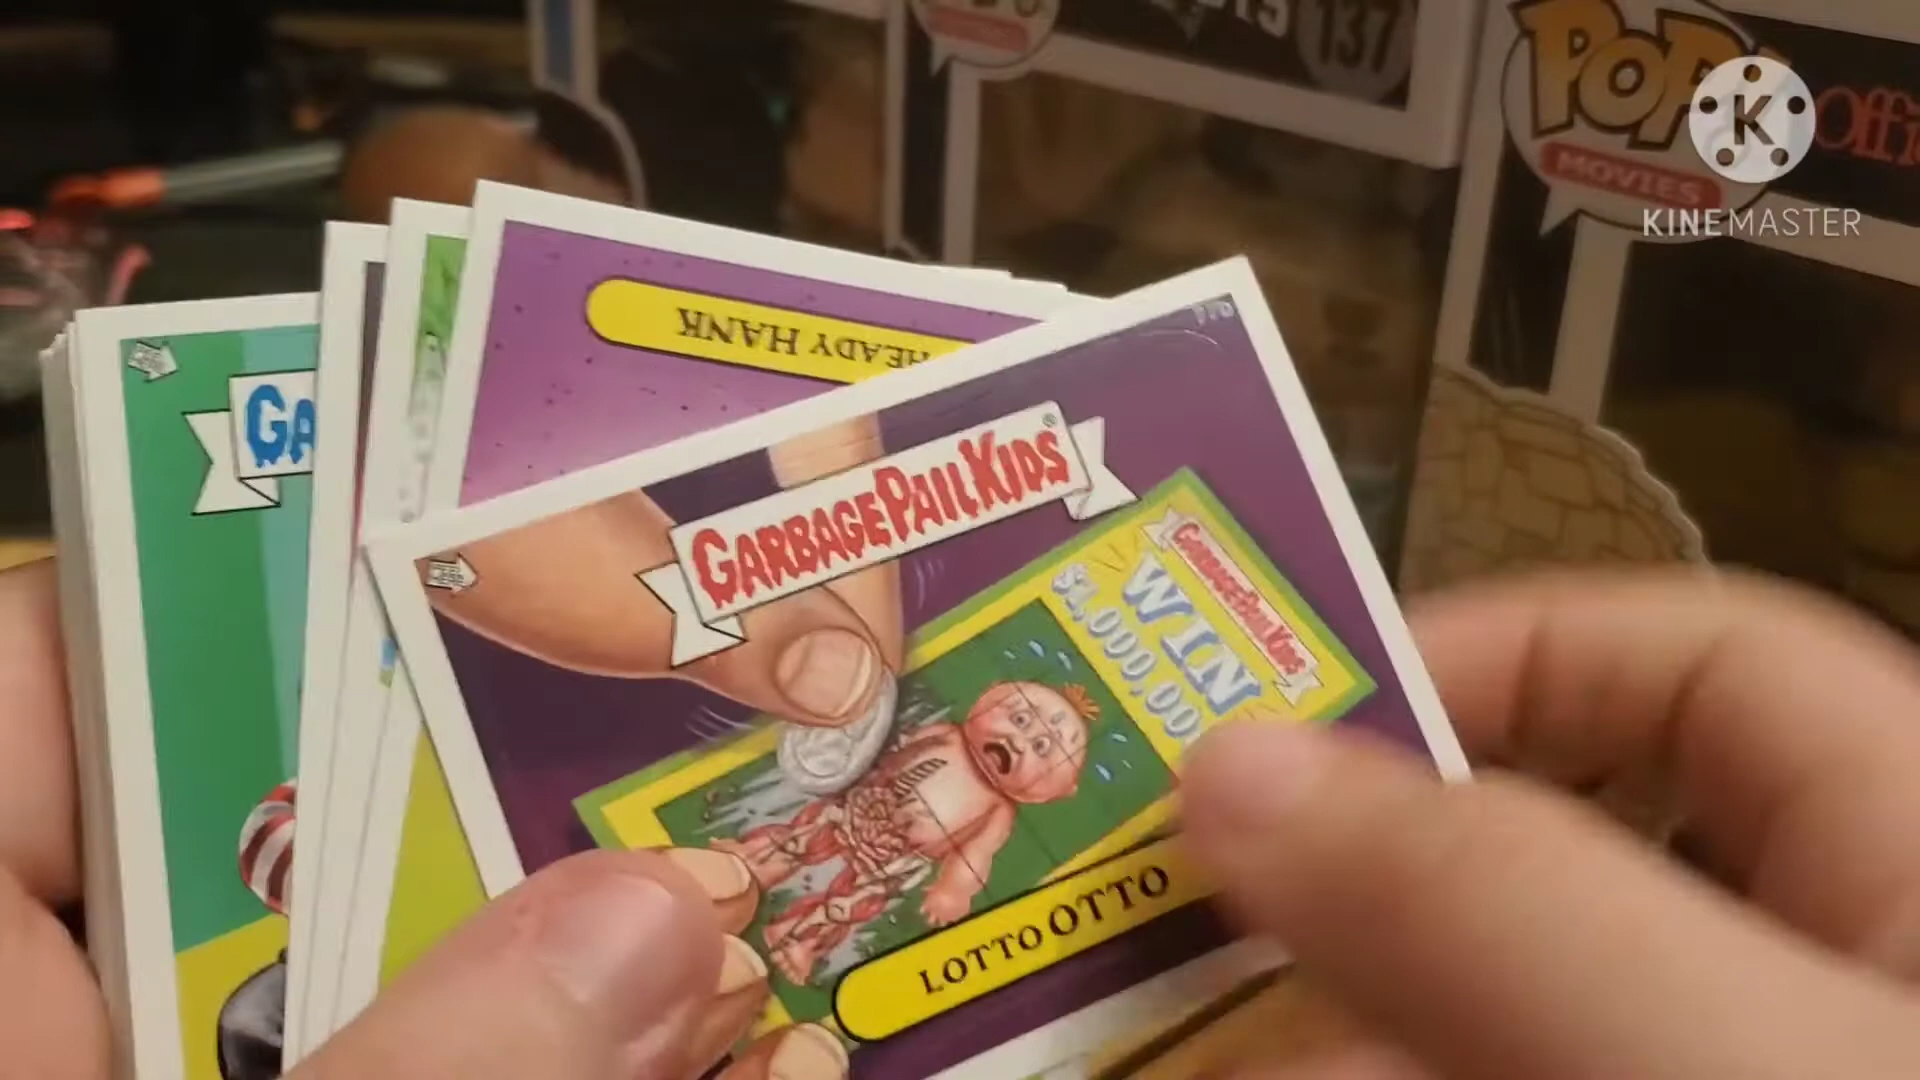 137
POP!
MOVIES
Offi
K
KINEMASTER
HEADY HANK
GA
GARBAGE PAIL KIDS®
GARBAGE PAIL KIDS
WIN
$1,000,00
LOTTO OTTO